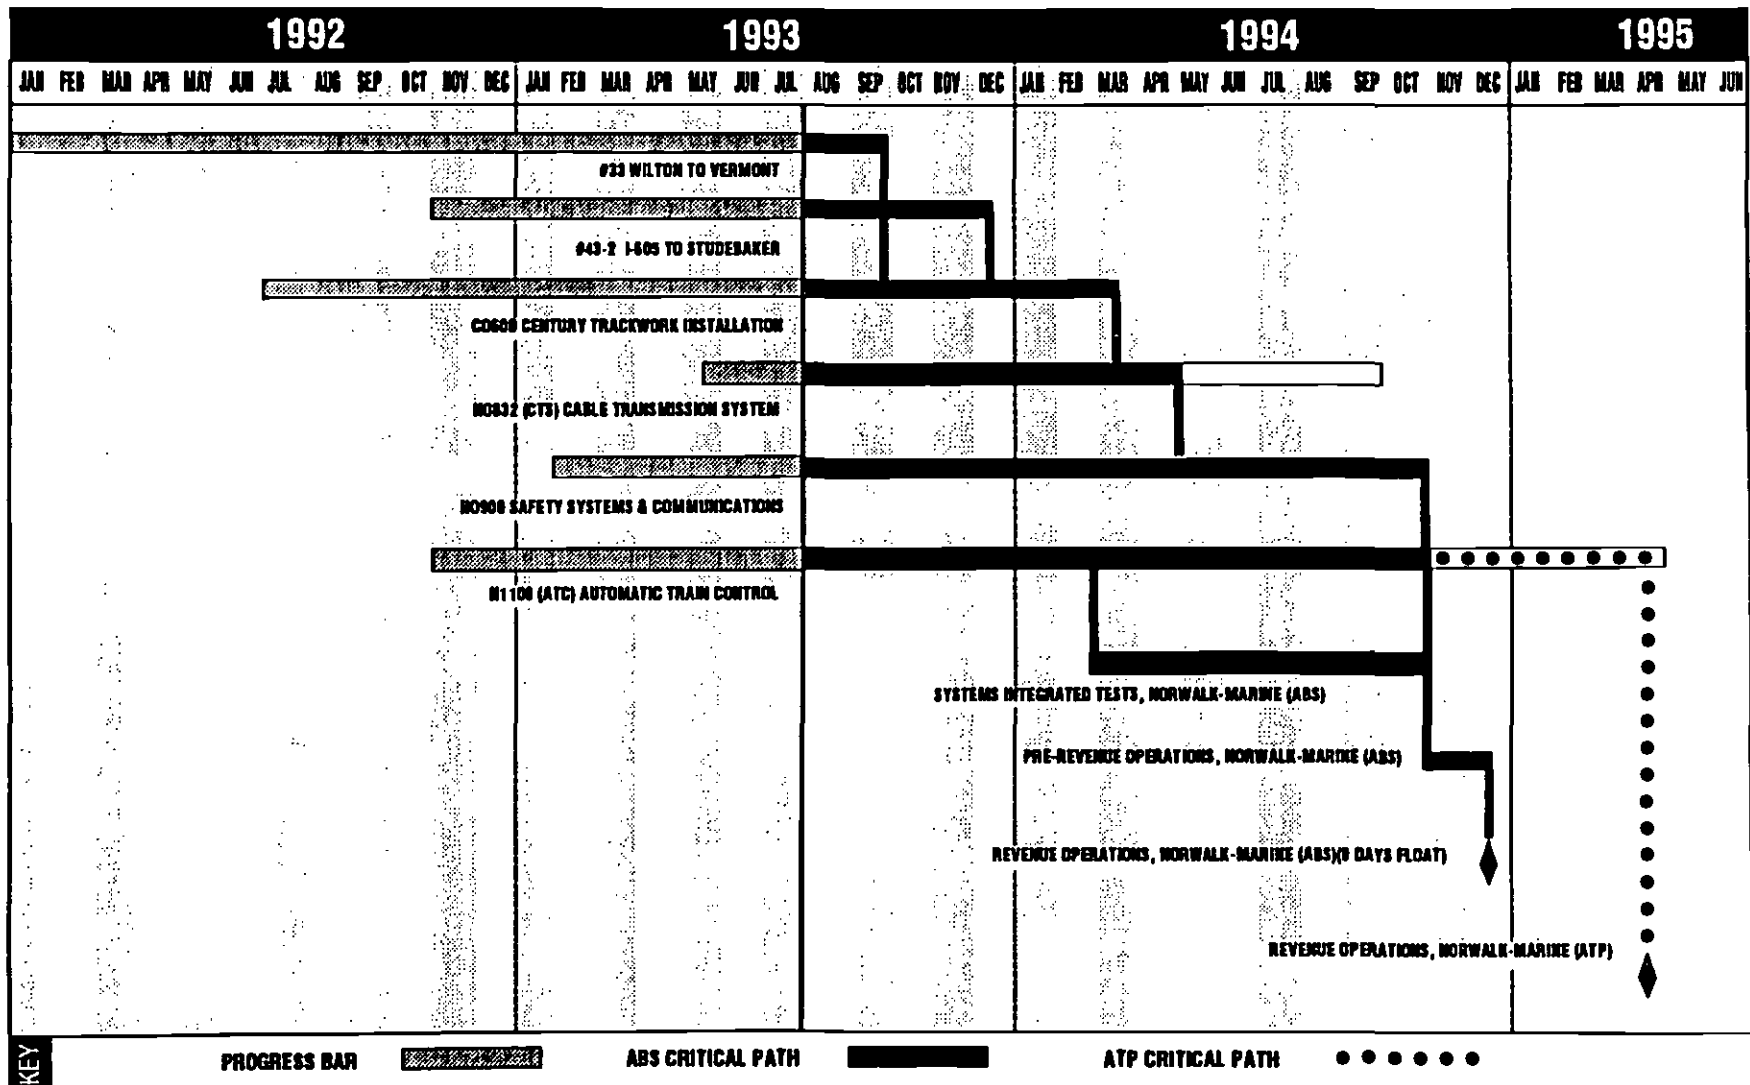 1992 1993 1994 1995
JAN FEB MAR APR MAY JUN JUL AUG SEP OCT NOV DEC JAN FEB MAR APR MAY JUN JUL AUG SEP OCT NOV DEC JAN FEB MAR APR MAY JUN JUL AUG SEP OCT NOV DEC JAN FEB MAR APR MAY JUN
#33 WILTON TO VERMONT
#43-2 I-605 TO STUDEBAKER
CO600 CENTURY TRACKWORK INSTALLATION
HO832 (CTS) CABLE TRANSMISSION SYSTEM
HO900 SAFETY SYSTEMS & COMMUNICATIONS
H1100 (ATC) AUTOMATIC TRAIN CONTROL
SYSTEMS INTEGRATED TESTS, NORWALK-MARINE (ABS)
PRE-REVENUE OPERATIONS, NORWALK-MARINE (ABS)
REVENUE OPERATIONS, NORWALK-MARINE (ABS) DAYS FLOAT)
REVENUE OPERATIONS, NORWALK-MARINE (ATP)
KEY PROGRESS BAR ABS CRITICAL PATH ATP CRITICAL PATH